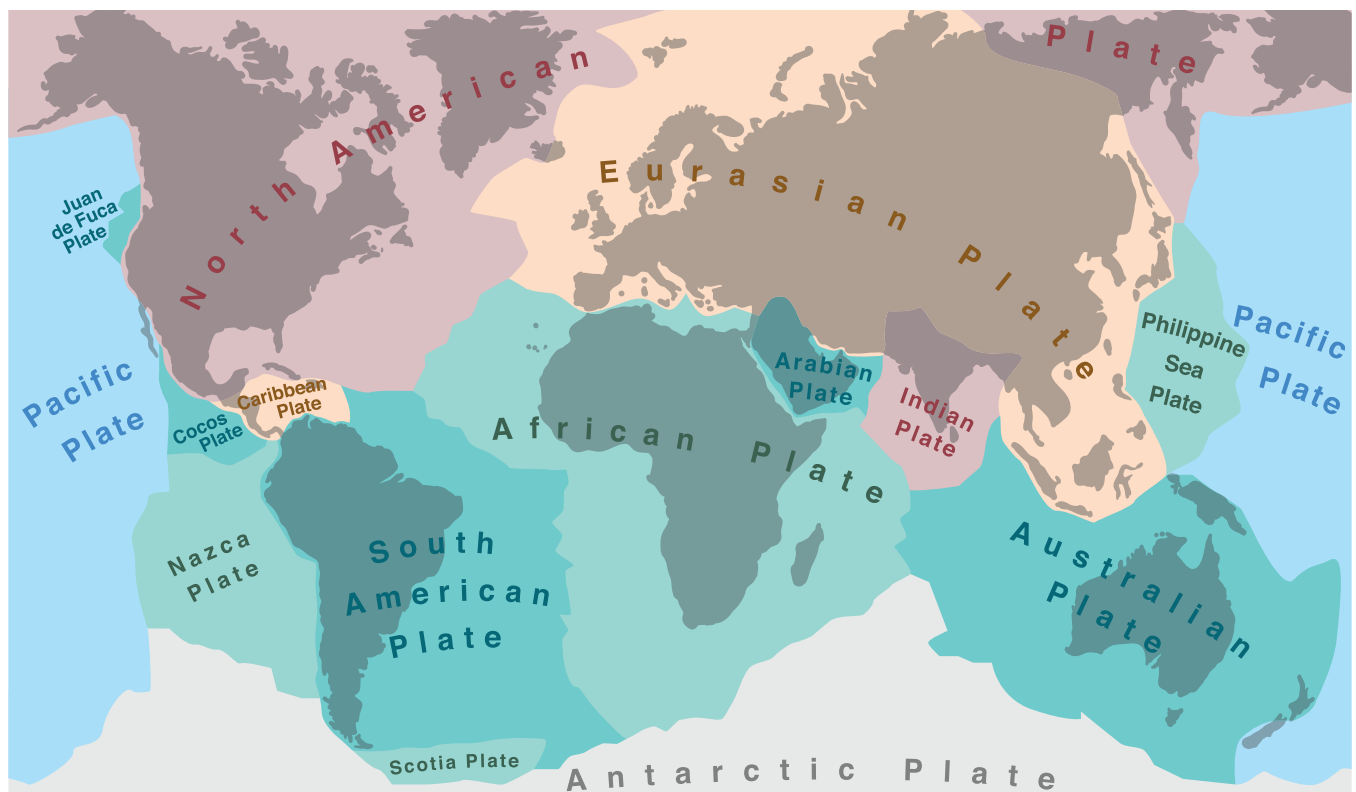 North American
Plate
Eurasian Plate
Juan
de Fuca
Plate
Pacific
Plate
Philippine
Sea
Plate
Pacific
Plate
Arabian
Plate
Caribbean
Plate
Cocos
Plate
Indian
Plate
African Plate
Nazca
Plate
South
American
Plate
Australian
Plate
Scotia Plate
Antarctic Plate